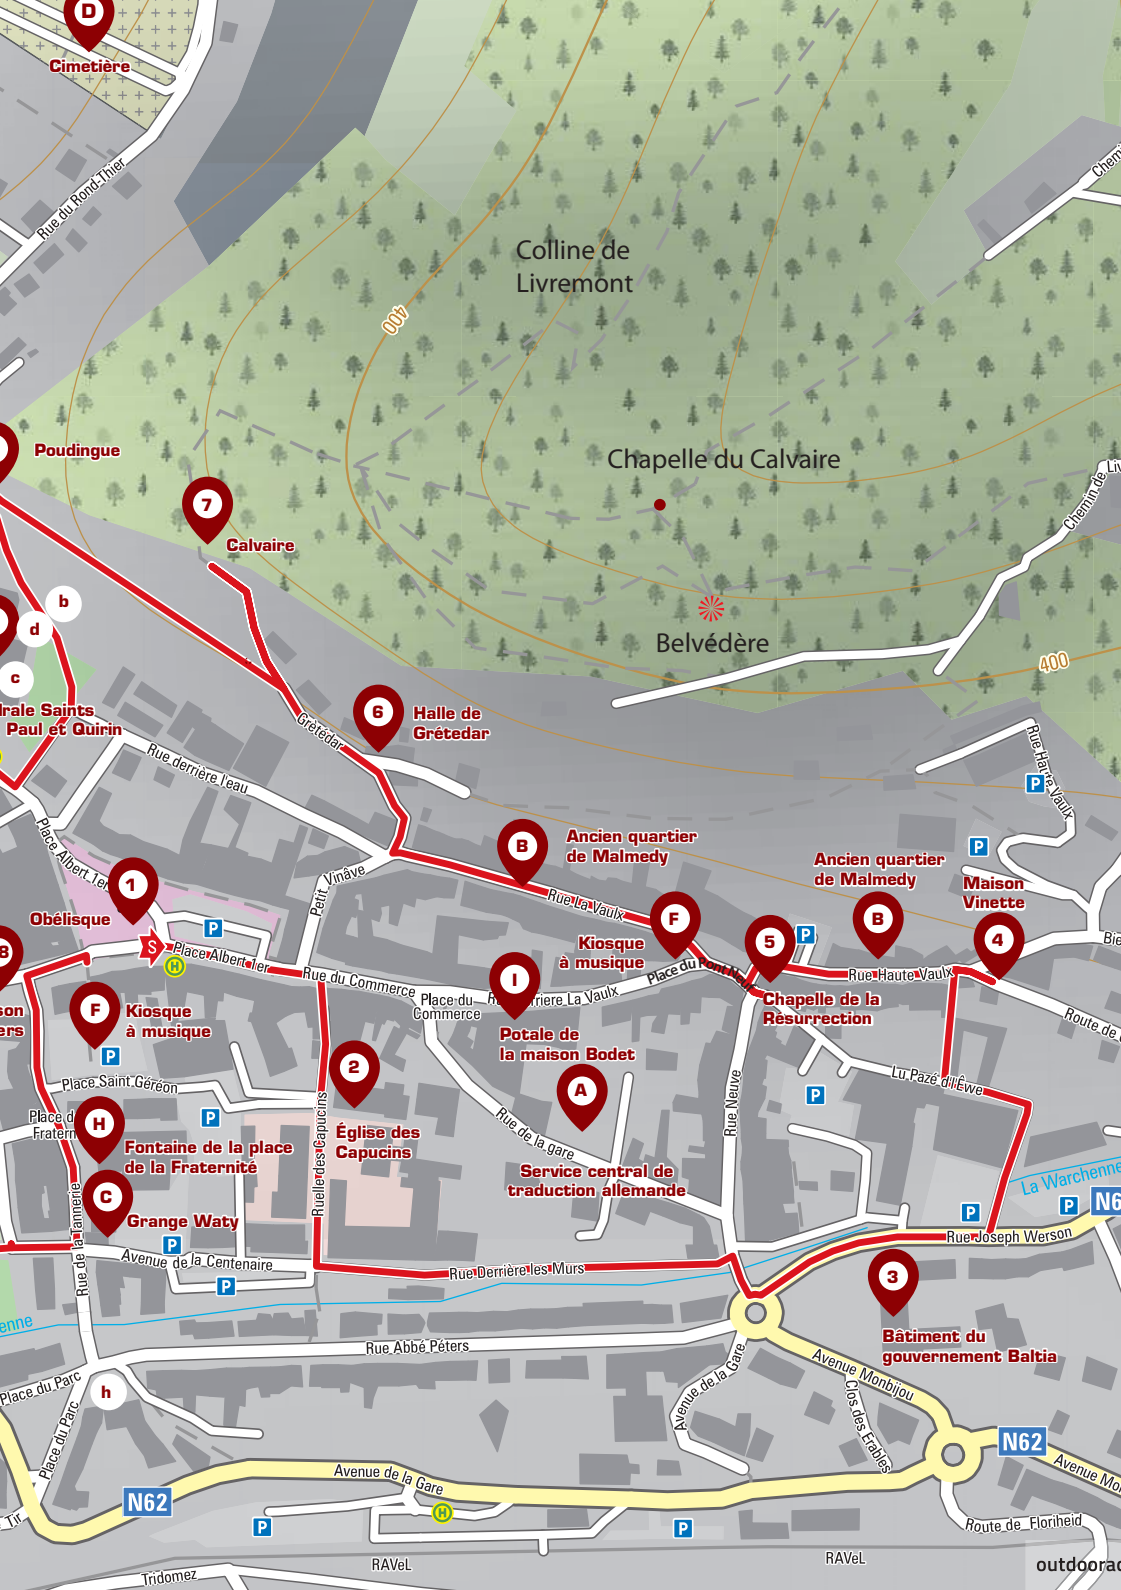 D
Cimetière
Rue du Rond-Thier
Colline de
Livremont
400
Poudingue
7
Calvaire
Chapelle du Calvaire
Belvédère
400
b
d
c
Paul et Quirin
6
Halle de
Grétedar
Grètédar
Rue derrière l'eau
Place Albert 1er
1
Obélisque
S
H
P
Place Albert 1er
Petit Vinâve
B
Ancien quartier
de Malmedy
Rue La Vaulx
F
Kiosque
à musique
Place du Pont Neuf
5
P
Chapelle de la
Résurrection
B
Ancien quartier
de Malmedy
Rue Haute Vaulx
4
Maison
Vinette
P
P
Rue Haute Vaulx
Rue du Commerce
Place du
Commerce
I
Potale de
la maison Bodet
A
Service central de
traduction allemande
Rue de la gare
Rue Neuve
Lu Pazé d'l Êwe
P
F
Kiosque
à musique
P
Place Saint Géréon
P
2
Église des
Capucins
Ruelle des Capucins
H
Fontaine de la place
de la Fraternité
C
Grange Waty
P
Rue de la Tannerie
Avenue de la Centenaire
P
Rue Derrière les Murs
La Warchenne
P
P
Rue Joseph Werson
3
Bâtiment du
gouvernement Baltia
Rue Abbé Péters
Place du Parc
h
Place du Parc
Avenue de la Gare
Avenue Monbijou
Clos des Erables
N62
N62
Avenue de la Gare
H
P
P
Route de Floriheid
RAVeL
RAVeL
Tridomez